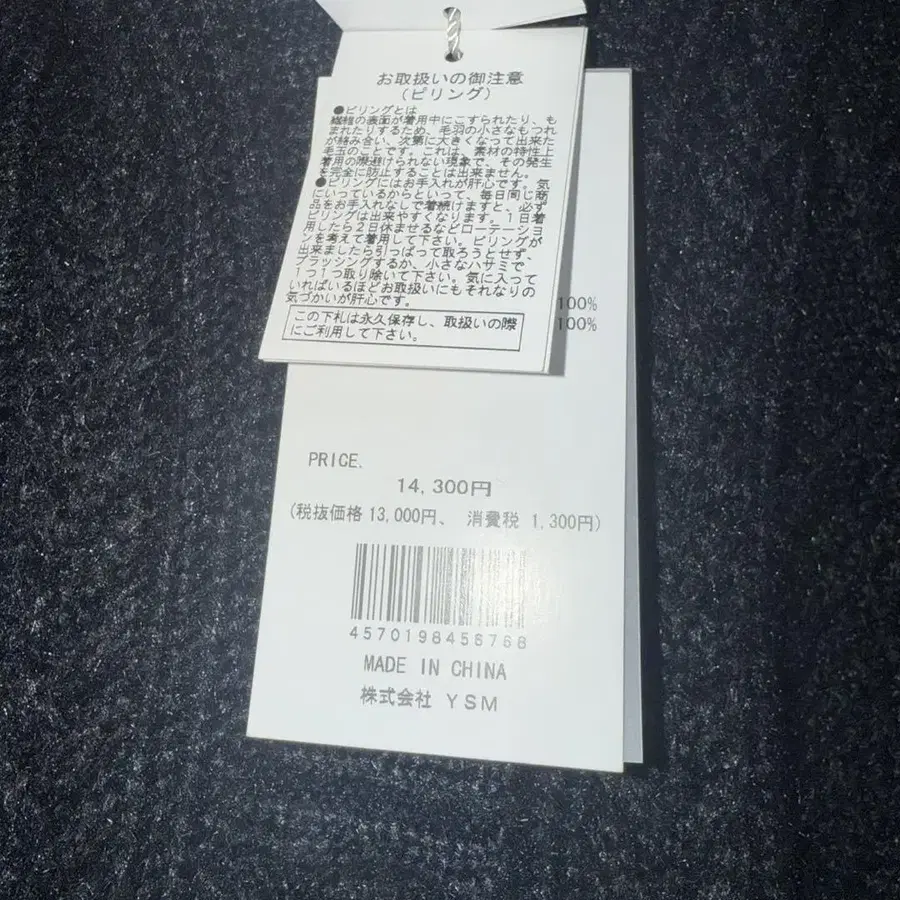 お取扱いの御注意
(ピリング)
●ピリングとは
繊維の表面が着用中にこすられたり、も
まれたりするため、毛羽の小さなもつれ
が絡み合い、次第に大きくなって出来た
毛玉のことです。これは、素材の特性上
着用の際避けられない現象で、その発生
を完全に防止することは出来ません。
●ピリングにはお手入れが肝心です。気
にいっているからといって、毎日同じ商
品をお手入れなしで着続けますと、必ず
ピリングは出来やすくなります。1日着
用したら2日休ませるなどローテーショ
ンを考えて着用して下さい。ピリングが
出来ましたら引っぱって取ろうとせず、
ブラッシングするか、小さなハサミで
1つ1つ取り除いて下さい。気に入って
いればいるほどお取扱いにもそれなりの
気づかいが肝心です。
この下札は永久保存し、取扱いの際
にご利用して下さい。
100%
100%
PRICE.
14,300円
(税抜価格 13,000円、 消費税 1,300円)
4570198458768
MADE IN CHINA
株式会社 YSM